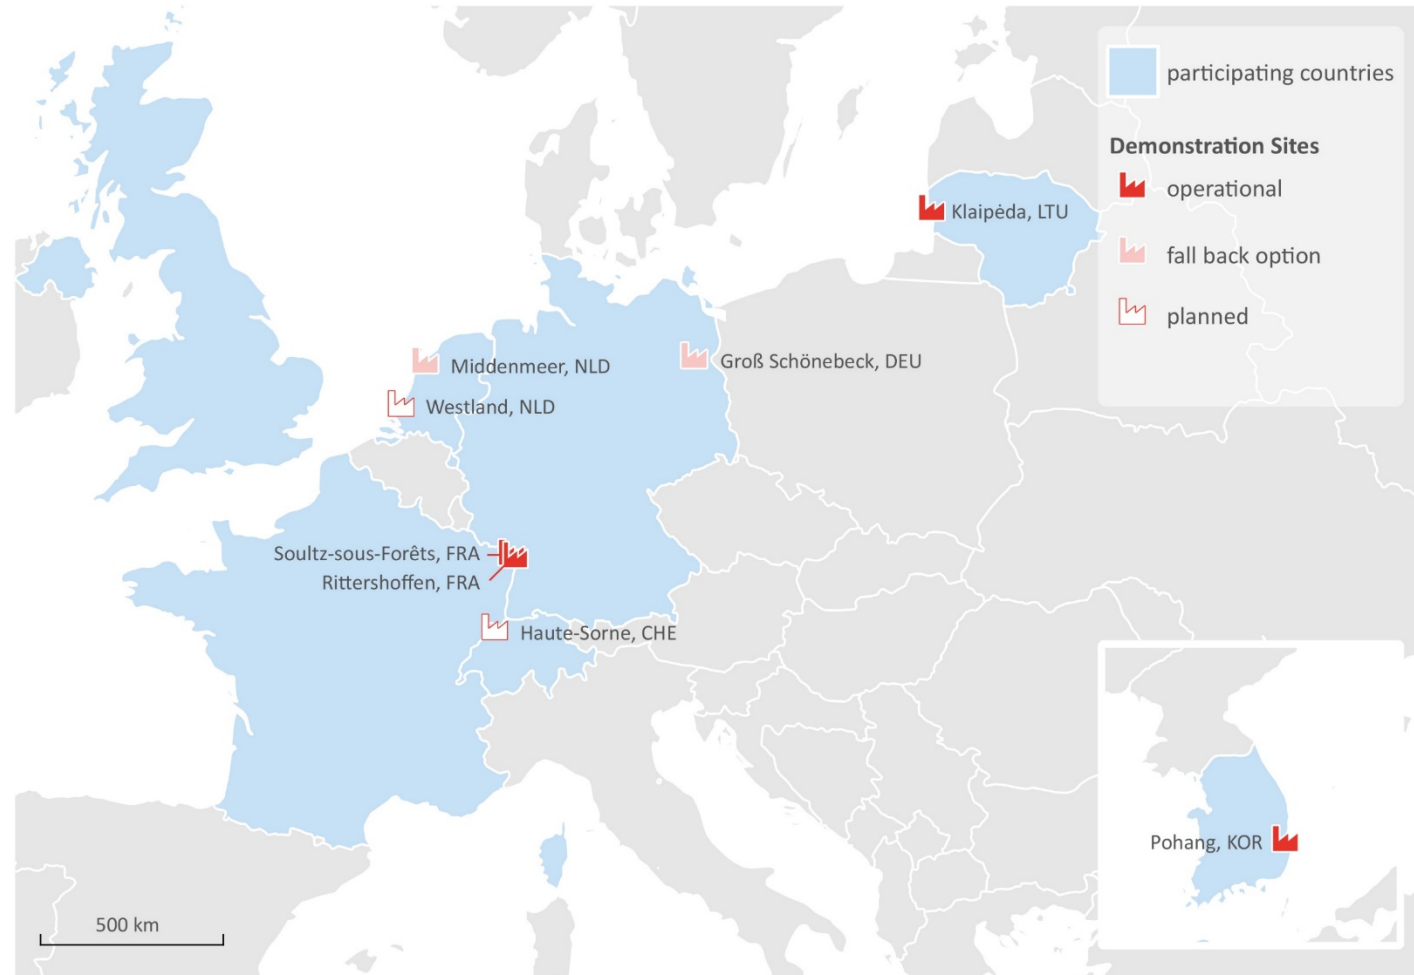 participating countries
Demonstration Sites
operational
fall back option
planned
Klaipėda, LTU
Middenmeer, NLD
Groß Schönebeck, DEU
Westland, NLD
Soultz-sous-Forêts, FRA
Rittershoffen, FRA
Haute-Sorne, CHE
Pohang, KOR
500 km